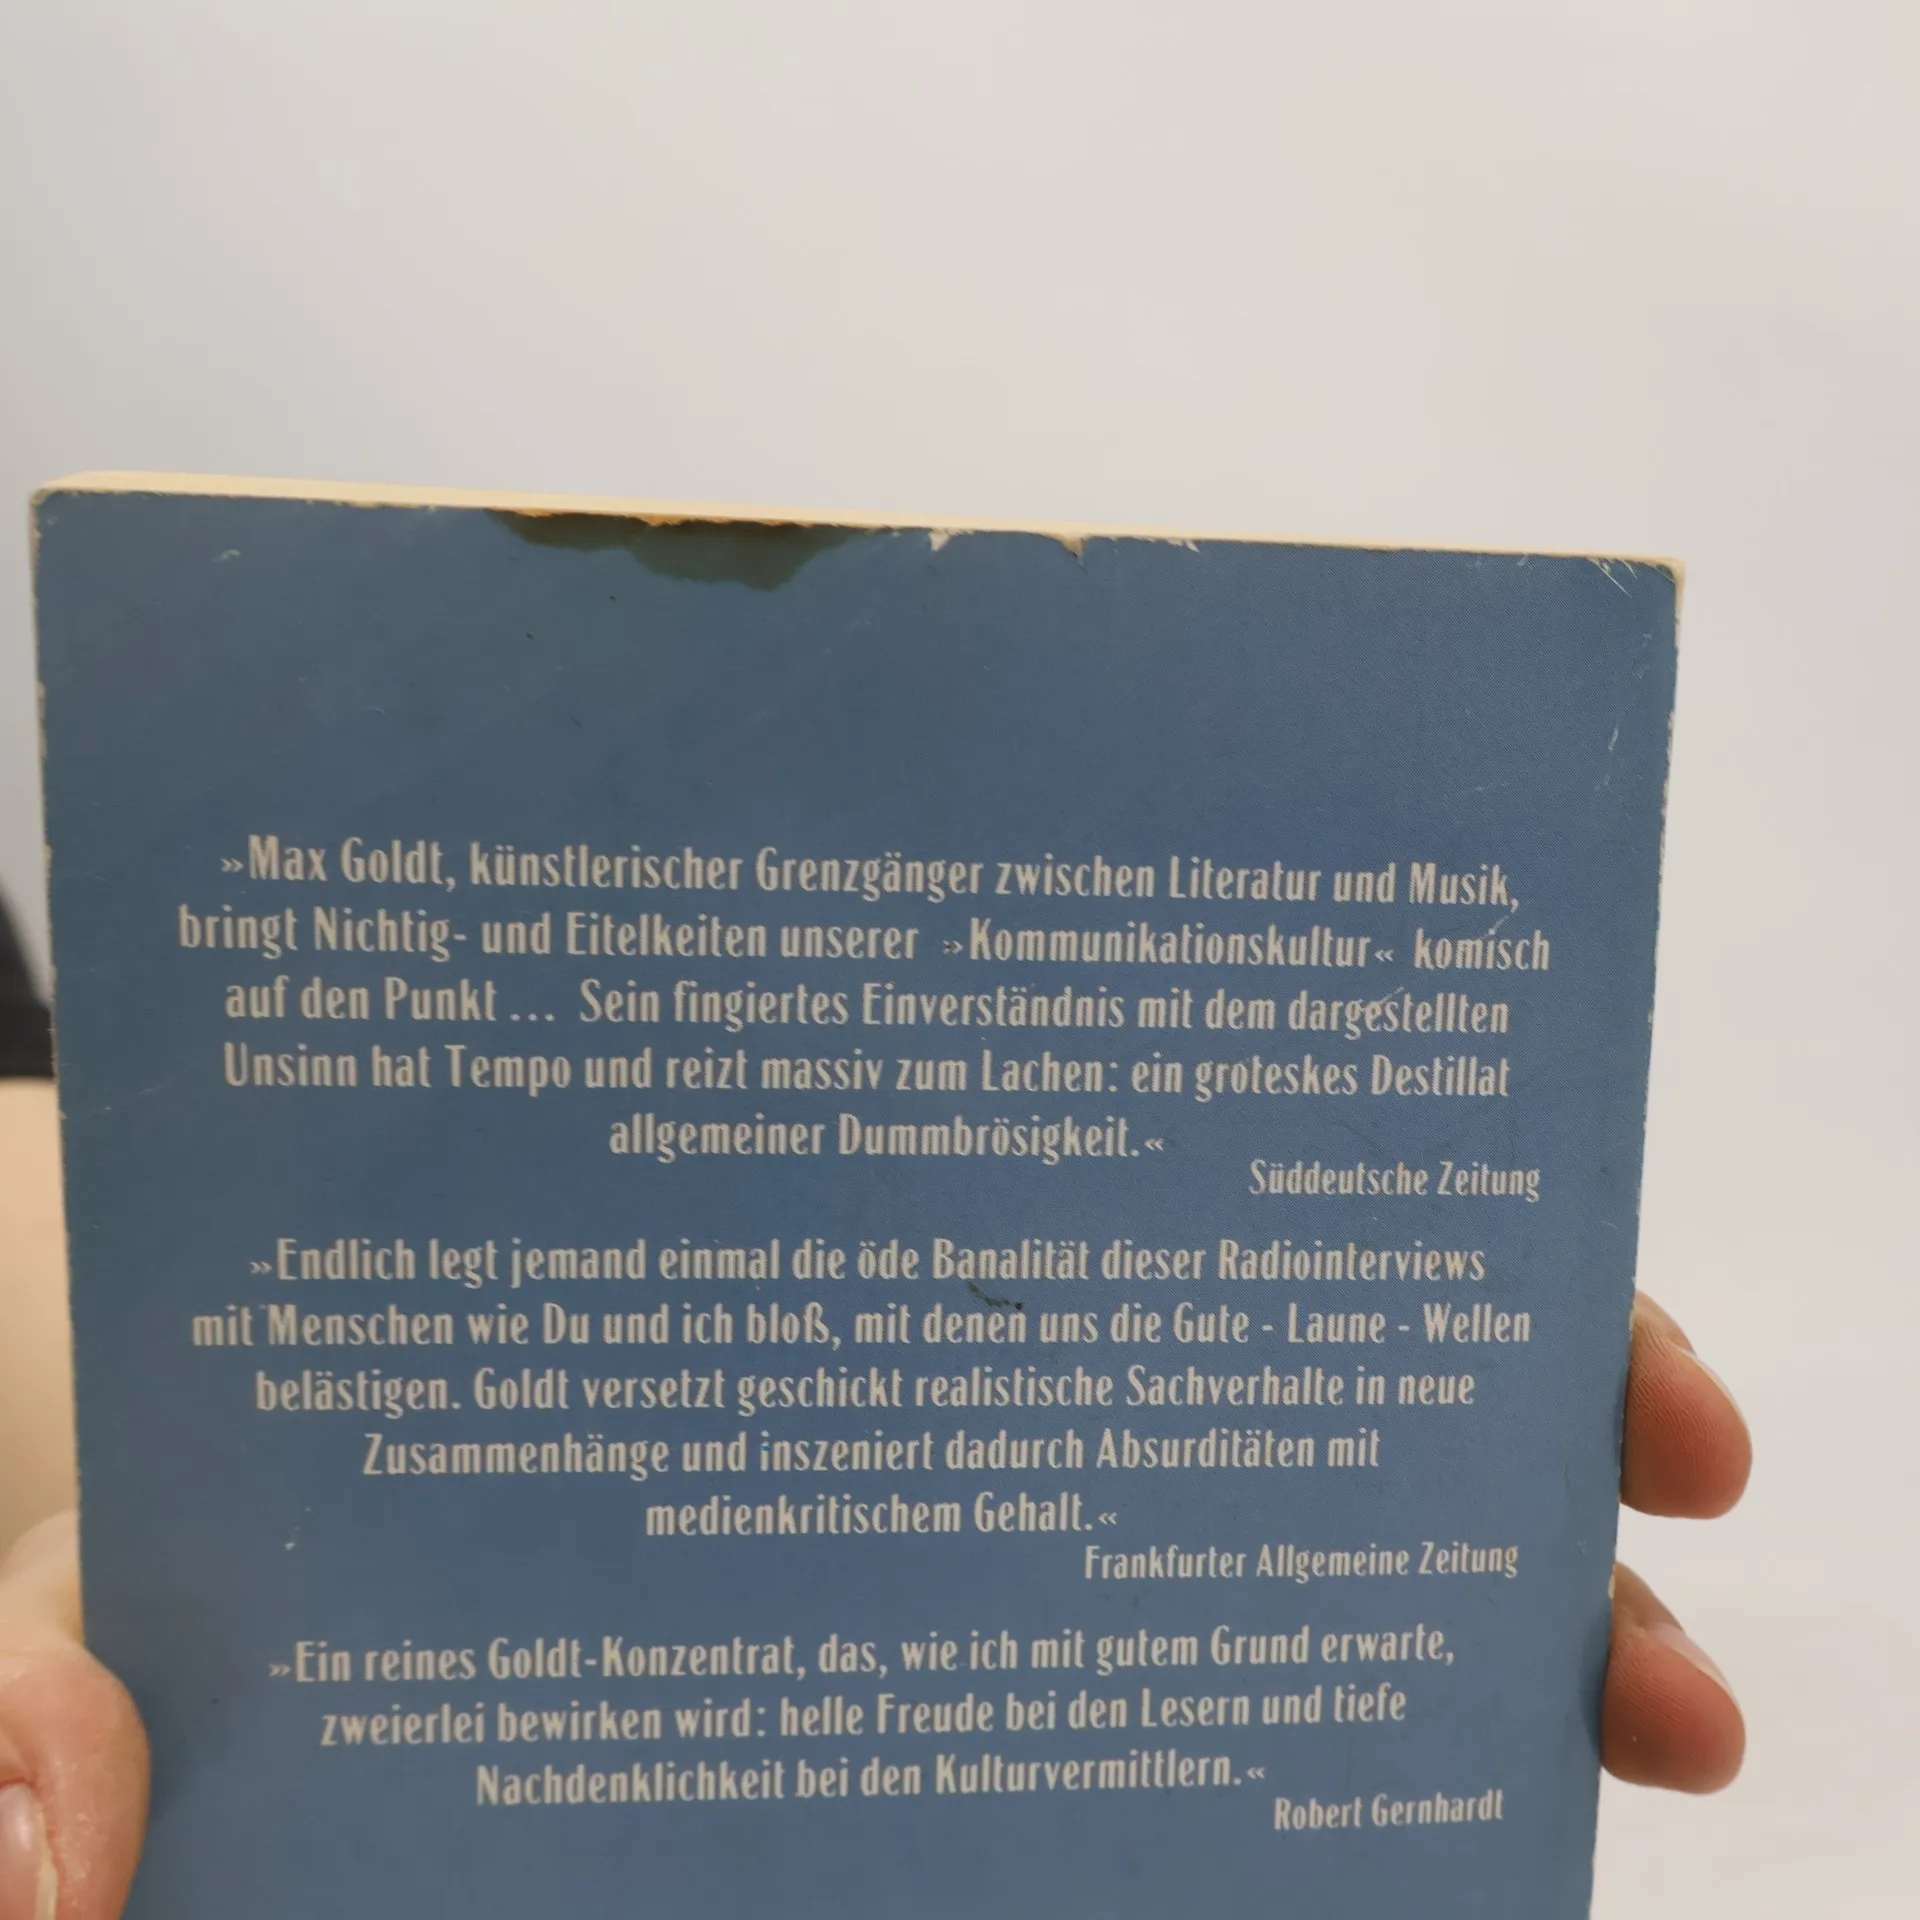 »Max Goldt, künstlerischer Grenzgänger zwischen Literatur und Musik,
bringt Nichtig- und Eitelkeiten unserer »Kommunikationskultur« komisch
auf den Punkt ... Sein fingiertes Einverständnis mit dem dargestellten
Unsinn hat Tempo und reizt massiv zum Lachen: ein groteskes Destillat
allgemeiner Dummbrösigkeit.«
Süddeutsche Zeitung
»Endlich legt jemand einmal die öde Banalität dieser Radiointerviews
mit Menschen wie Du und ich bloß, mit denen uns die Gute - Laune - Wellen
belästigen. Goldt versetzt geschickt realistische Sachverhalte in neue
Zusammenhänge und inszeniert dadurch Absurditäten mit
medienkritischem Gehalt.«
Frankfurter Allgemeine Zeitung
»Ein reines Goldt-Konzentrat, das, wie ich mit gutem Grund erwarte,
zweierlei bewirken wird: helle Freude bei den Lesern und tiefe
Nachdenklichkeit bei den Kulturvermittlern.«
Robert Gernhardt